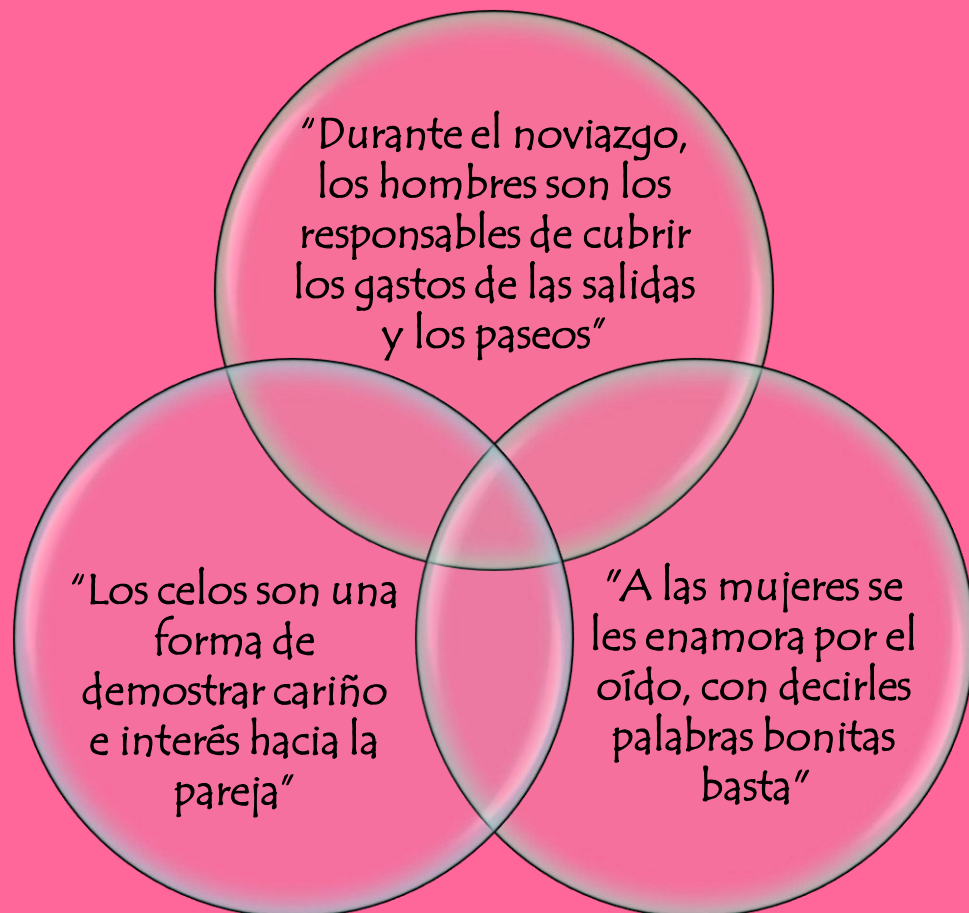 "Durante el noviazgo,
los hombres son los
responsables de cubrir
los gastos de las salidas
y los paseos"
"Los celos son una
forma de
demostrar cariño
e interés hacia la
pareja"
"A las mujeres se
les enamora por el
oído, con decirles
palabras bonitas
basta"